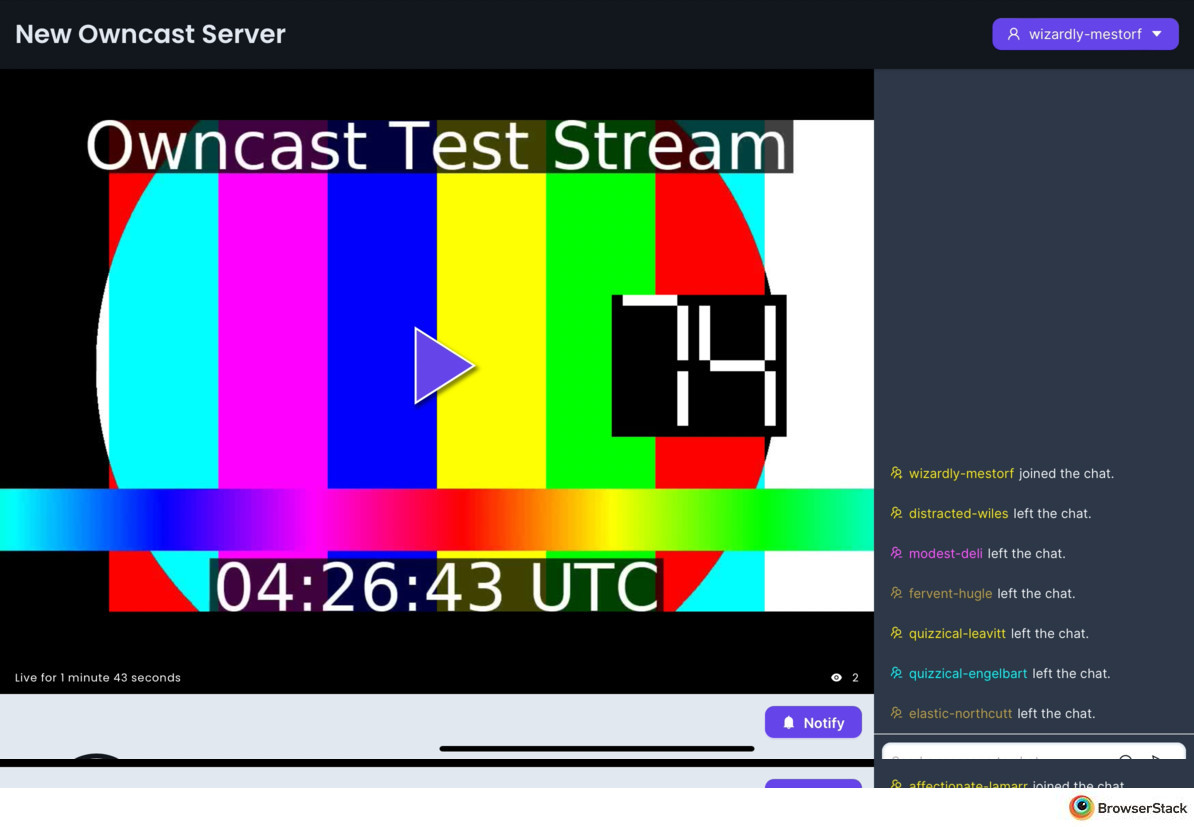 New Owncast Server
wizardly-mestorf
Owncast Test Stream
74
04:26:43 UTC
Live for 1 minute 43 seconds
2
Notify
wizardly-mestorf joined the chat.
distracted-wiles left the chat.
modest-deli left the chat.
fervent-hugle left the chat.
quizzical-leavitt left the chat.
quizzical-engelbart left the chat.
elastic-northcutt left the chat.
affectionate-lamarr joined the chat.
BrowserStack